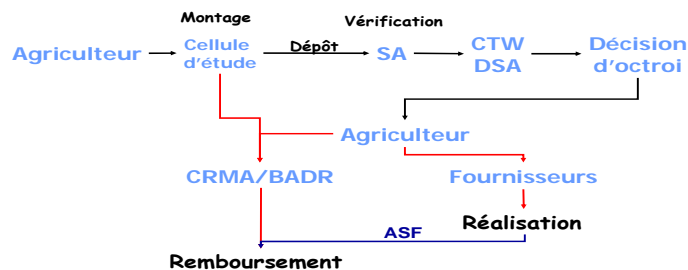 Montage
Vérification
Agriculteur
Cellule
d'étude
Dépôt
SA
CTW
DSA
Décision
d'octroi
Agriculteur
CRMA/BADR
Fournisseurs
Réalisation
ASF
Remboursement